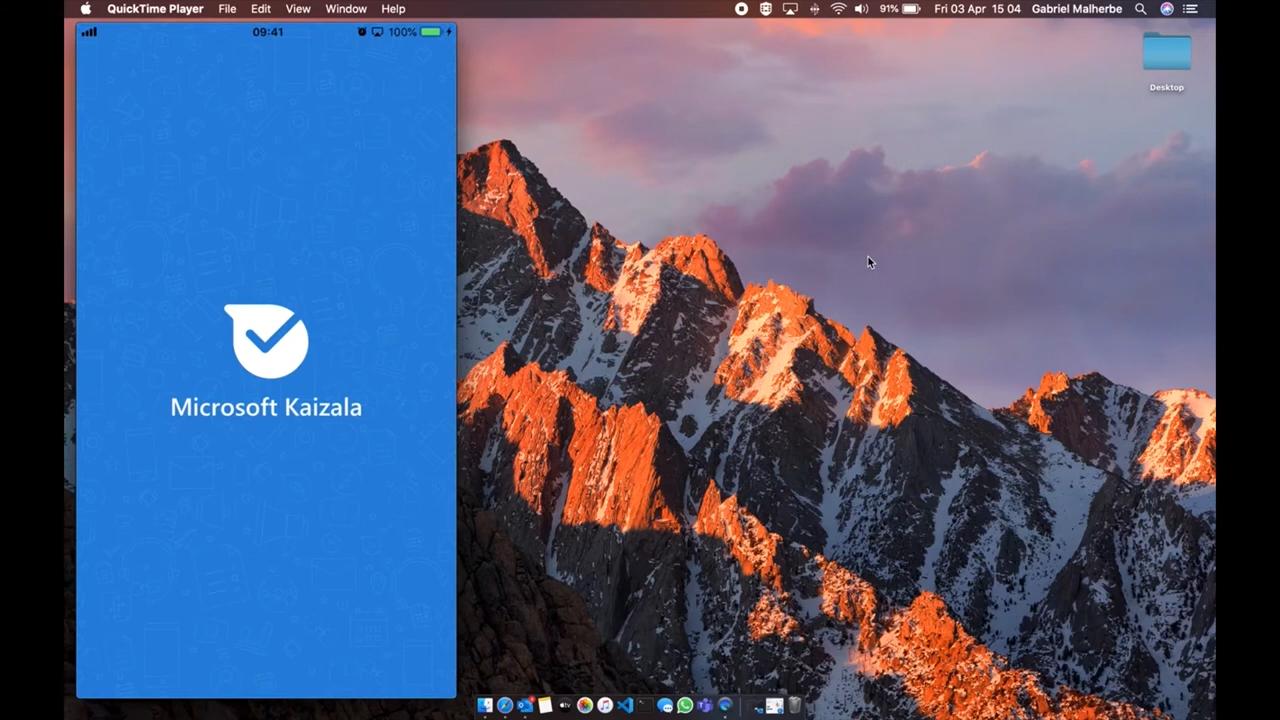 QuickTime Player File Edit View Window Help 91% Fri 03 Apr 15 04 Gabriel Malherbe
09:41 100%
Desktop
Microsoft Kaizala